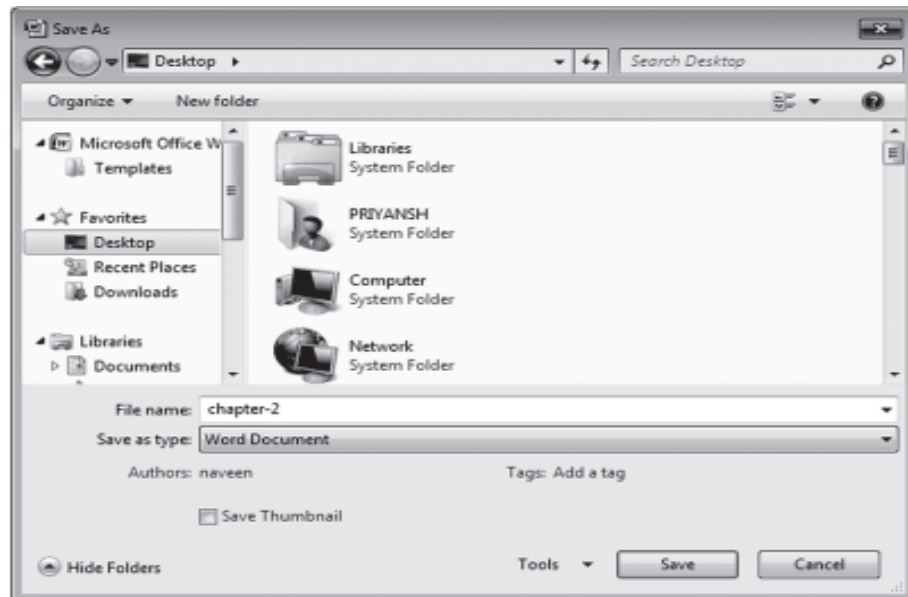 Save As
Desktop
Search Desktop
Organize
New folder
Microsoft Office W
Templates
Favorites
Desktop
Recent Places
Downloads
Libraries
Documents
Libraries
System Folder
PRIYANSH
System Folder
Computer
System Folder
Network
System Folder
File name: chapter-2
Save as type: Word Document
Authors: naveen
Tags: Add a tag
Save Thumbnail
Hide Folders
Tools
Save
Cancel